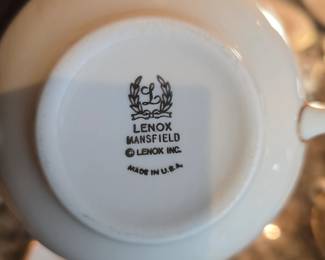 L
LENOX
MANSFIELD
© LENOX INC.
MADE IN U.S.A.